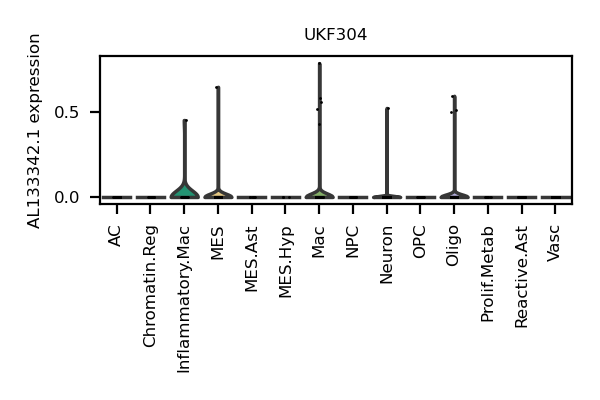 UKF304
AL133342.1 expression
0.5
0.0
AC
Chromatin.Reg
Inflammatory.Mac
MES
MES.Ast
MES.Hyp
Mac
NPC
Neuron
OPC
Oligo
Prolif.Metab
Reactive.Ast
Vasc